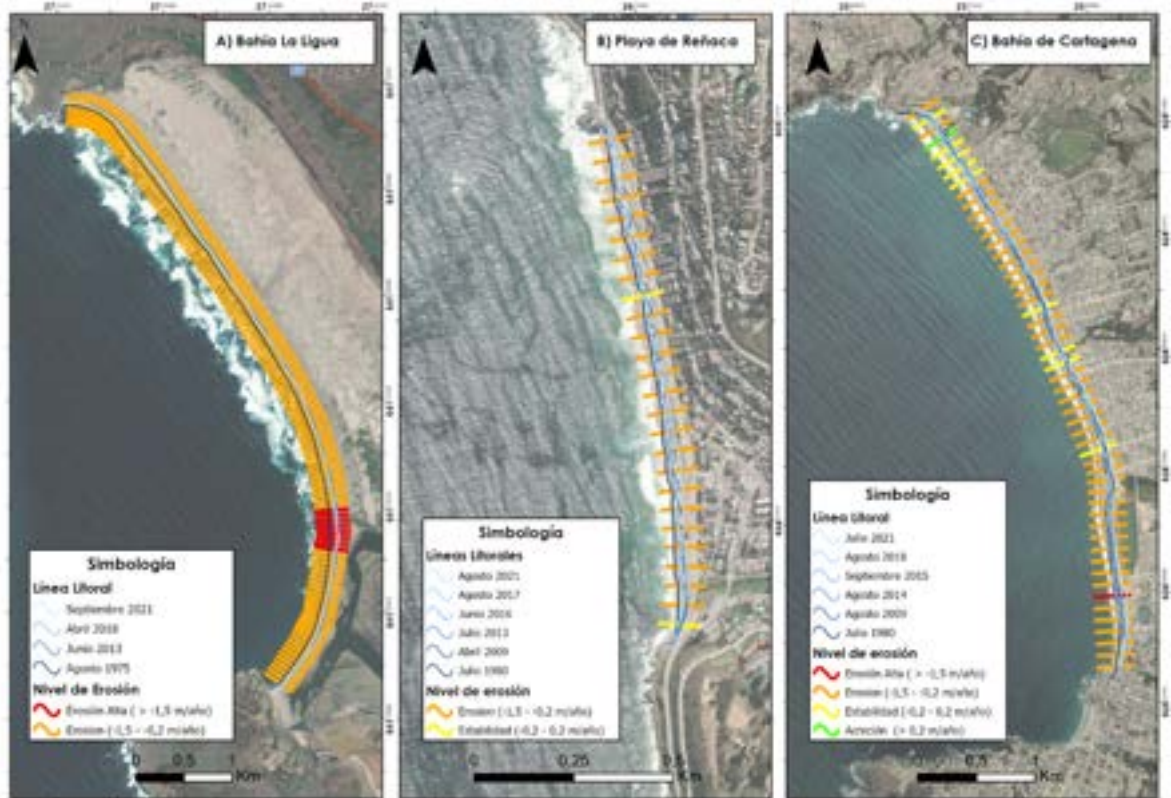 N
A) Bahía La Ligua
Simbología
Línea Litoral
Septiembre 2021
Abril 2018
Junio 2013
Agosto 1975
Nivel de Erosión
Erosión Alta ( > -1,5 m/año)
Erosion (-1,5 - -0,2 m/año)
0 0,5 1
Km
N
B) Playa de Reñaca
Simbología
Líneas Litorales
Agosto 2021
Agosto 2017
Junio 2016
Julio 2013
Abril 2009
Julio 1980
Nivel de erosión
Erosion (-1,5 - -0,2 m/año)
Estabilidad (-0,2 - 0,2 m/año)
0 0,25 0,5
Km
N
C) Bahía de Cartagena
Simbología
Línea Litoral
Julio 2021
Agosto 2016
Septiembre 2015
Agosto 2014
Agosto 2009
Julio 1980
Nivel de erosión
Erosión Alta ( > -1,5 m/año)
Erosion (-1,5 - -0,2 m/año)
Estabilidad (-0,2 - 0,2 m/año)
Acreción (> 0,2 m/año)
0 0,5 1
Km